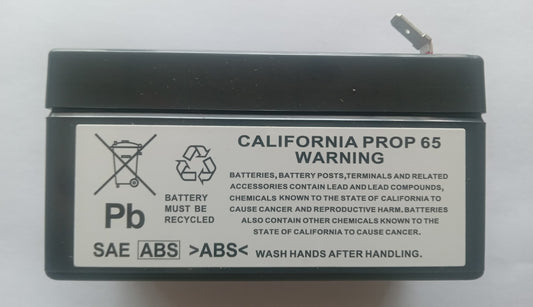 CALIFORNIA PROP 65
WARNING
BATTERIES, BATTERY POSTS, TERMINALS AND RELATED
ACCESSORIES CONTAIN LEAD AND LEAD COMPOUNDS,
CHEMICALS KNOWN TO THE STATE OF CALIFORNIA TO
CAUSE CANCER AND REPRODUCTIVE HARM. BATTERIES
ALSO CONTAIN OTHER CHEMICALS KNOWN TO THE
STATE OF CALIFORNIA TO CAUSE CANCER.
BATTERY
MUST BE
RECYCLED
Pb
SAE ABS >ABS< WASH HANDS AFTER HANDLING.